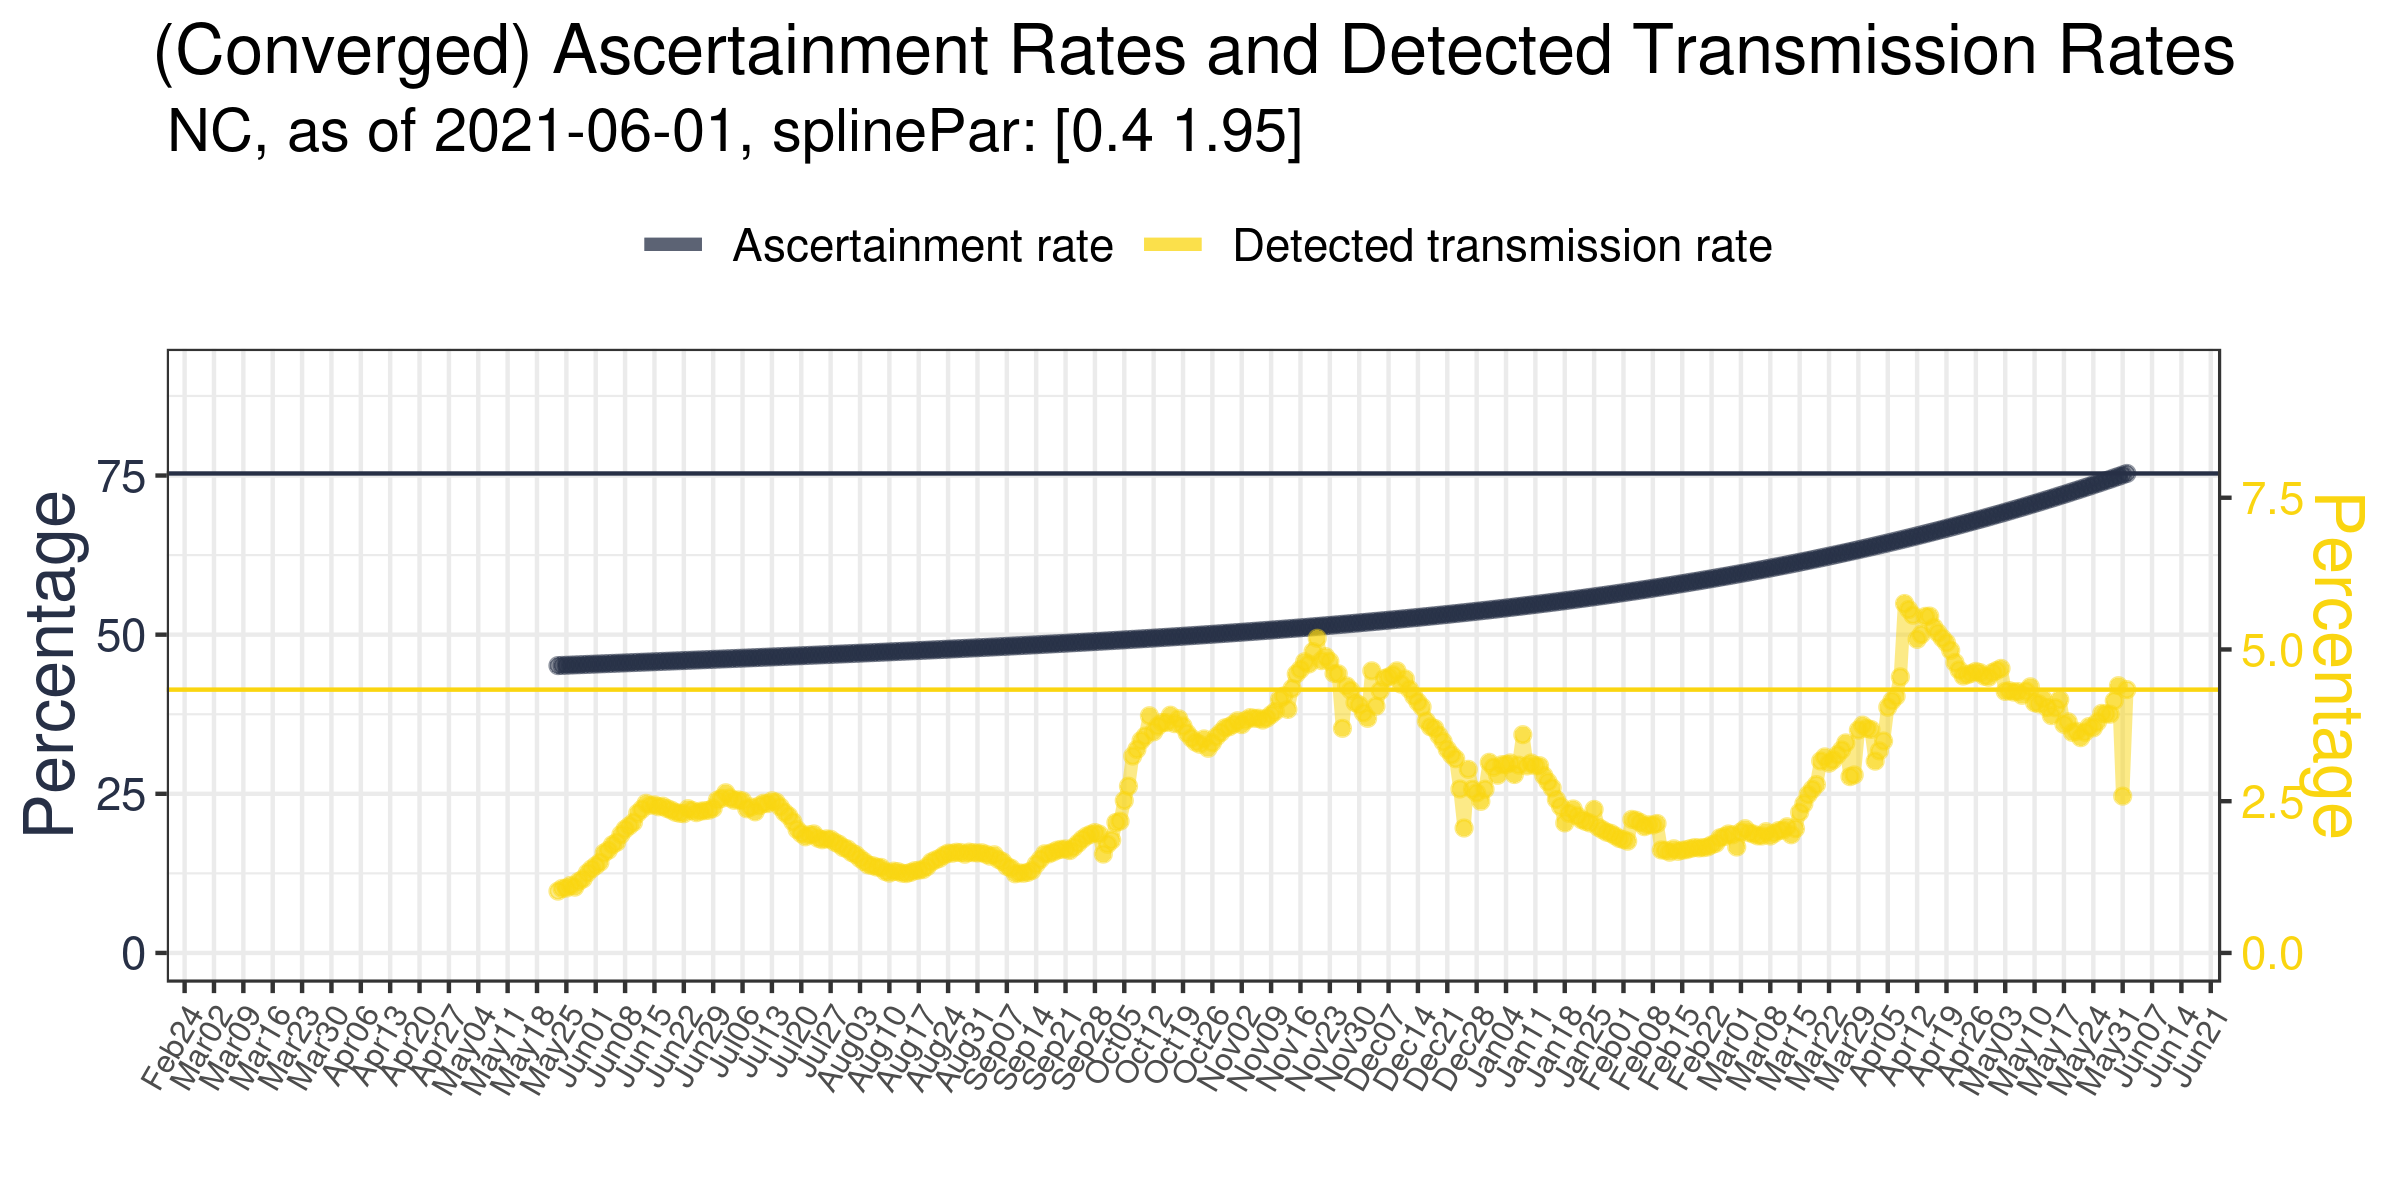 (Converged) Ascertainment Rates and Detected Transmission Rates
NC, as of 2021-06-01, splinePar: [0.4 1.95]
Ascertainment rate
Detected transmission rate
Percentage
75
50
25
0
7.5
5.0
2.5
0.0
Percentage
Feb24
Mar02
Mar09
Mar16
Mar23
Mar30
Apr06
Apr13
Apr20
Apr27
May04
May11
May18
May25
Jun01
Jun08
Jun15
Jun22
Jun29
Jul06
Jul13
Jul20
Jul27
Aug03
Aug10
Aug17
Aug24
Aug31
Sep07
Sep14
Sep21
Sep28
Oct05
Oct12
Oct19
Oct26
Nov02
Nov09
Nov16
Nov23
Nov30
Dec07
Dec14
Dec21
Dec28
Jan04
Jan11
Jan18
Jan25
Feb01
Feb08
Feb15
Feb22
Mar01
Mar08
Mar15
Mar22
Mar29
Apr05
Apr12
Apr19
Apr26
May03
May10
May17
May24
May31
Jun07
Jun14
Jun21